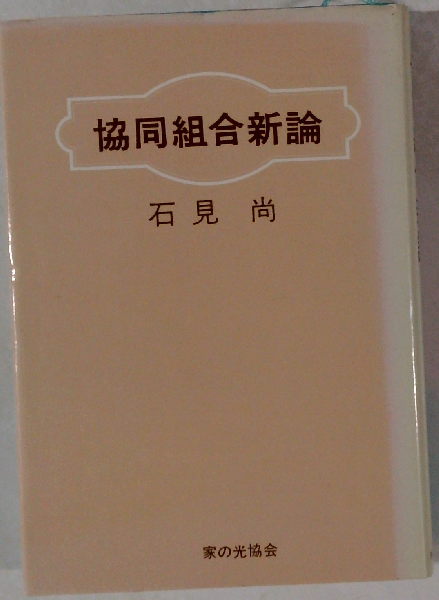 協同組合新論
石見 尚
家の光協会